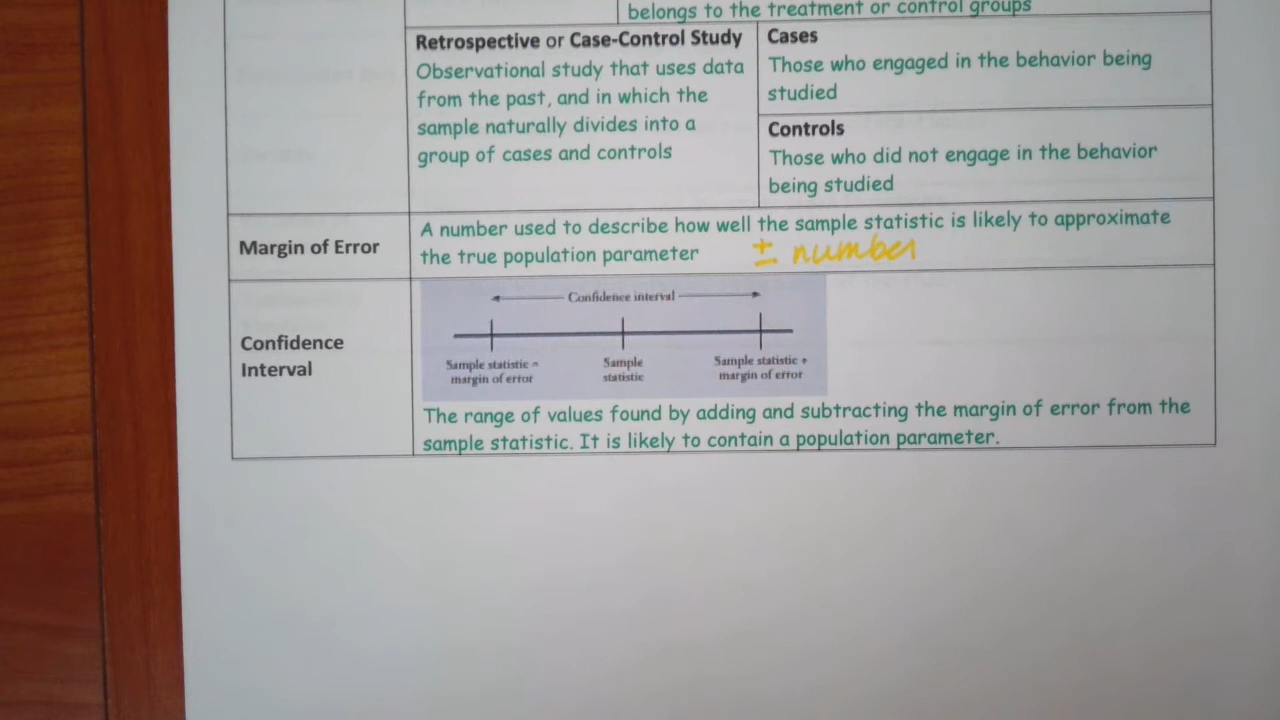 belongs to the treatment or control groups
Retrospective or Case-Control Study
Observational study that uses data
from the past, and in which the
sample naturally divides into a
group of cases and controls
Cases
Those who engaged in the behavior being
studied
Controls
Those who did not engage in the behavior
being studied
Margin of Error
A number used to describe how well the sample statistic is likely to approximate
the true population parameter ± number
Confidence
Interval
Confidence interval
Sample statistic -
margin of error
Sample
statistic
Sample statistic +
margin of error
The range of values found by adding and subtracting the margin of error from the
sample statistic. It is likely to contain a population parameter.